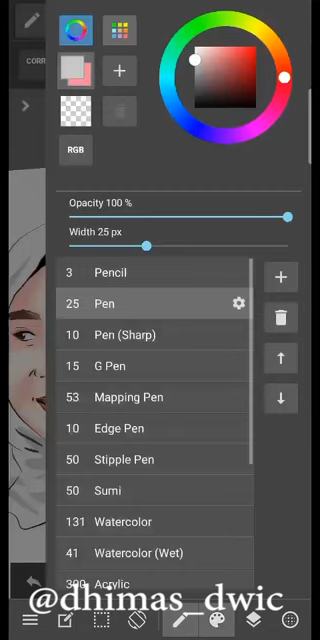 CORR
RGB
Opacity 100 %
Width 25 px
3 Pencil
25 Pen
10 Pen (Sharp)
15 G Pen
53 Mapping Pen
10 Edge Pen
50 Stipple Pen
50 Sumi
131 Watercolor
41 Watercolor (Wet)
300 Acrylic
@dhimas_dwic